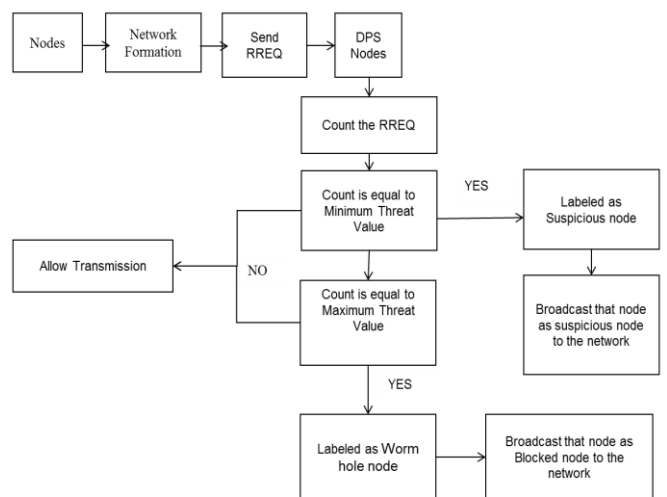 Nodes
Network
Formation
Send
RREQ
DPS
Nodes
Count the RREQ
Count is equal to
Minimum Threat
Value
YES
Labeled as
Suspicious node
Allow Transmission
NO
Count is equal to
Maximum Threat
Value
Broadcast that node
as suspicious node
to the network
YES
Labeled as Worm
hole node
Broadcast that node as
Blocked node to the
network